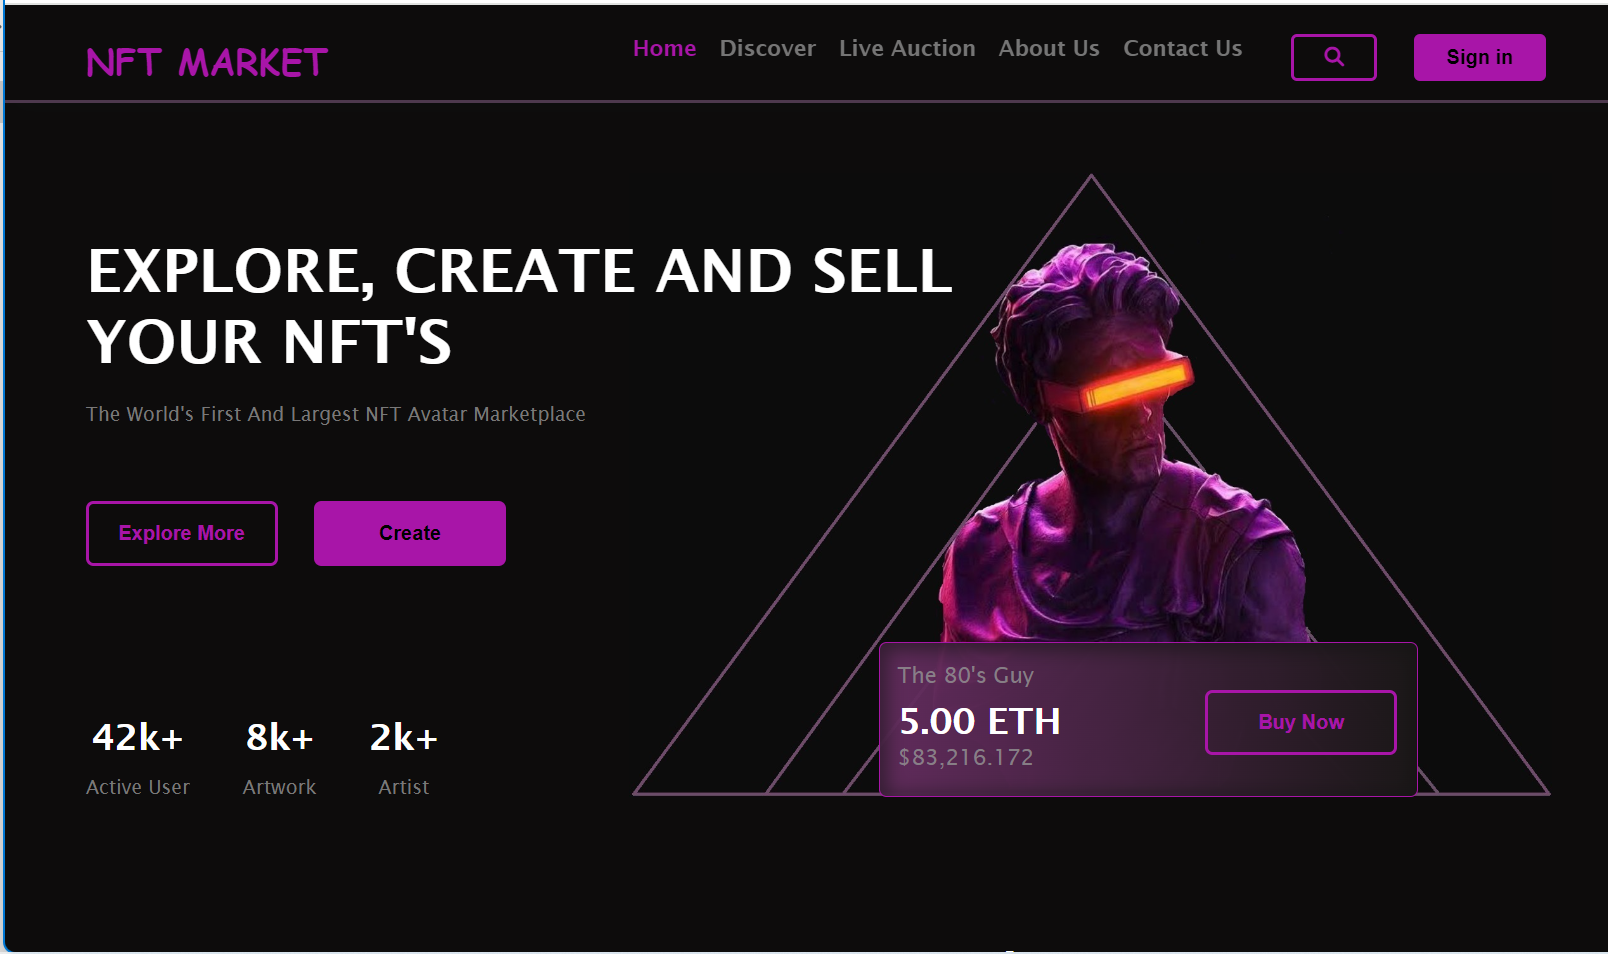 NFT MARKET
Home Discover Live Auction About Us Contact Us
Sign in
EXPLORE, CREATE AND SELL
YOUR NFT'S
The World's First And Largest NFT Avatar Marketplace
Explore More
Create
42k+ 8k+ 2k+
Active User Artwork Artist
The 80's Guy
5.00 ETH
$83,216.172
Buy Now